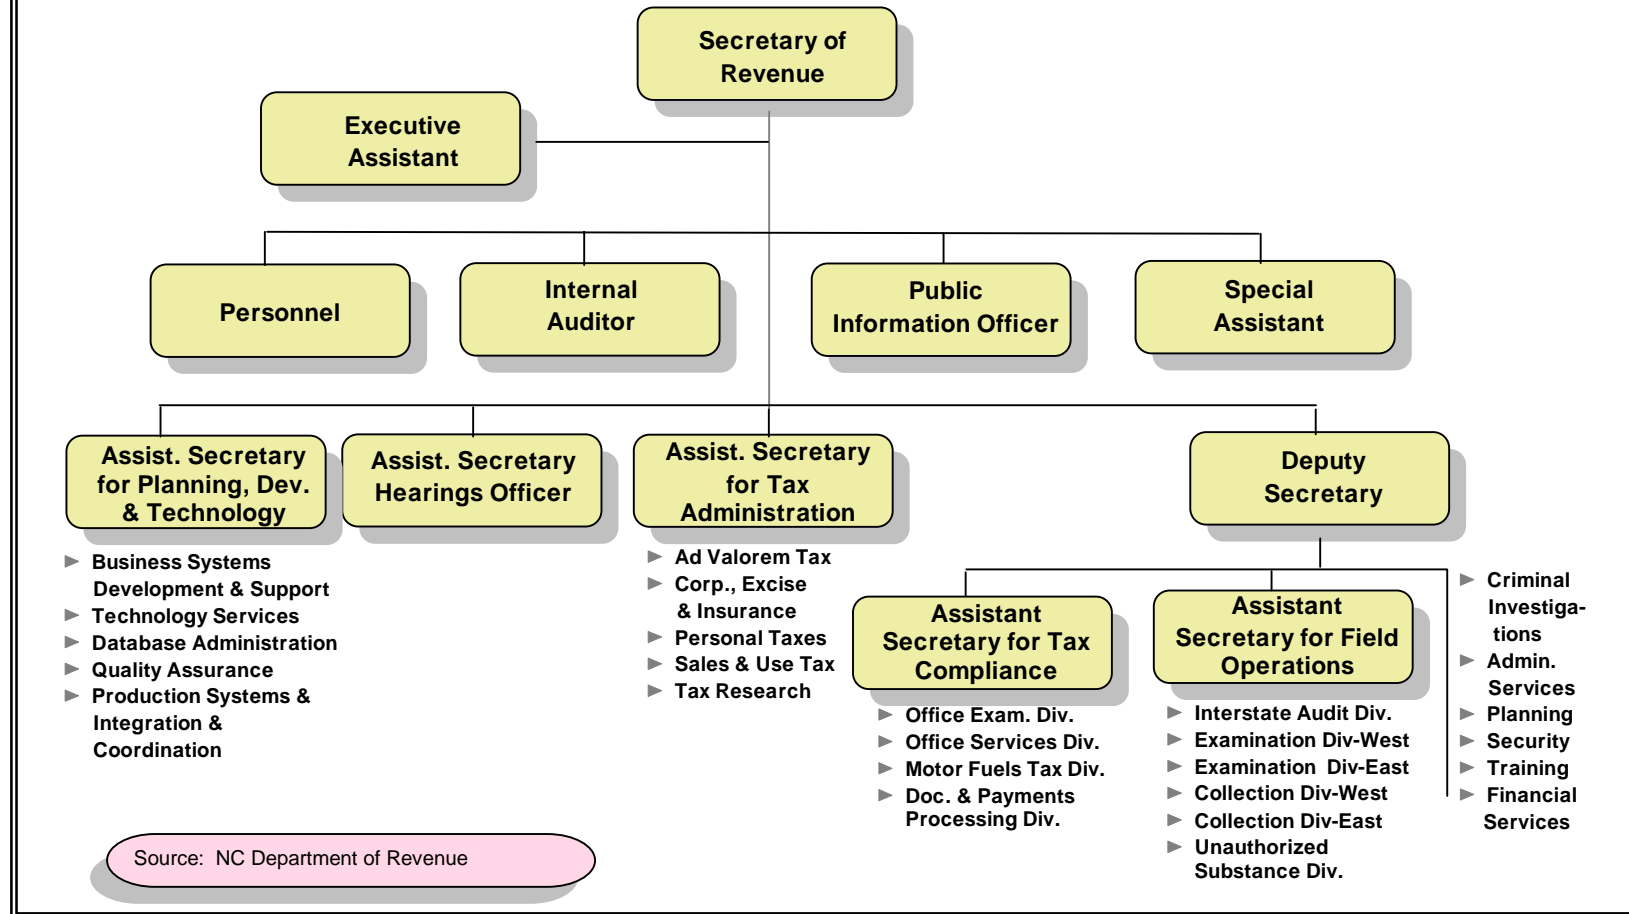 Secretary of
Revenue
Executive
Assistant
Personnel
Internal
Auditor
Public
Information Officer
Special
Assistant
Assist. Secretary
for Planning, Dev.
& Technology
Assist. Secretary
Hearings Officer
Assist. Secretary
for Tax
Administration
Deputy
Secretary
Business Systems
Development & Support
Technology Services
Database Administration
Quality Assurance
Production Systems &
Integration &
Coordination
Ad Valorem Tax
Corp., Excise
& Insurance
Personal Taxes
Sales & Use Tax
Tax Research
Assistant
Secretary for Tax
Compliance
Office Exam. Div.
Office Services Div.
Motor Fuels Tax Div.
Doc. & Payments
Processing Div.
Assistant
Secretary for Field
Operations
Interstate Audit Div.
Examination Div-West
Examination Div-East
Collection Div-West
Collection Div-East
Unauthorized
Substance Div.
Criminal
Investiga-
tions
Admin.
Services
Planning
Security
Training
Financial
Services
Source: NC Department of Revenue